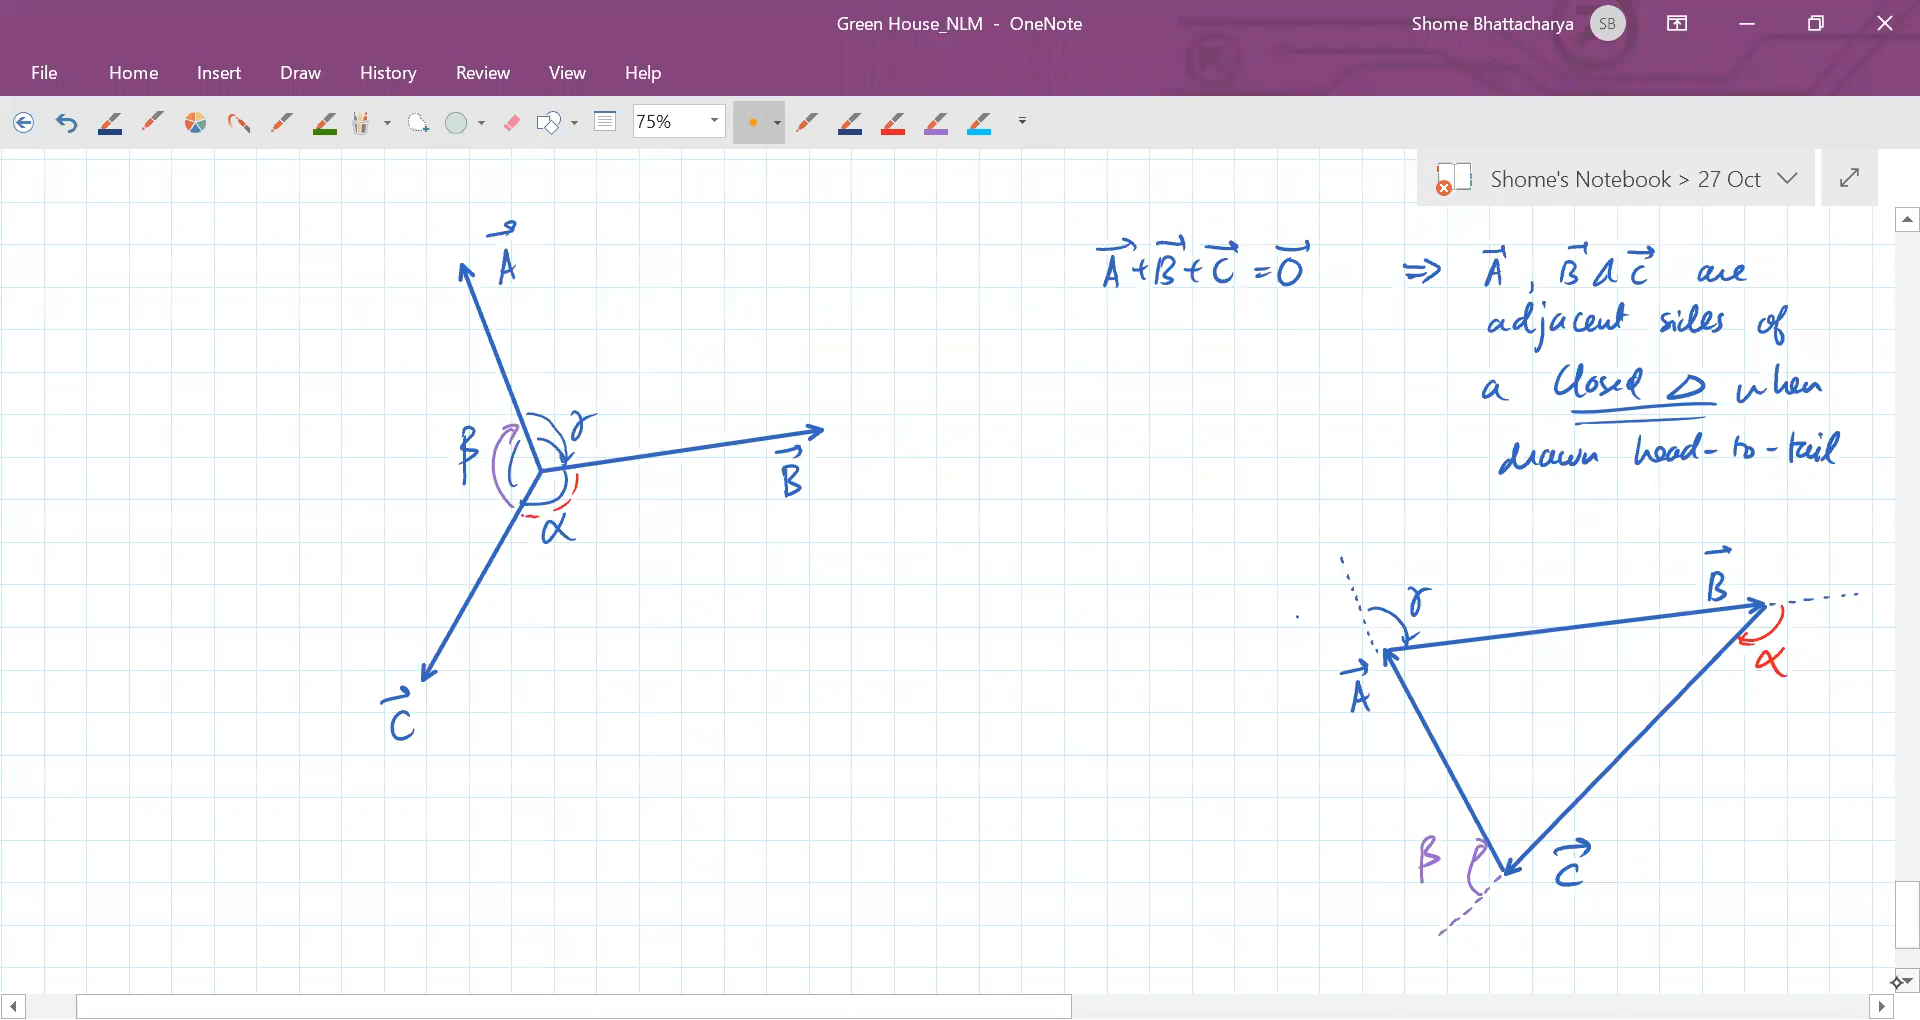 Green House_NLM - OneNote
Shome Bhattacharya
SB
File Home Insert Draw History Review View Help
75%
Shome's Notebook > 27 Oct
A
B
C
β
γ
α
A + B + C = 0 ⇒ A, B & C are
adjacent sides of
a closed Δ when
drawn head-to-tail
B
γ
α
A
β
C